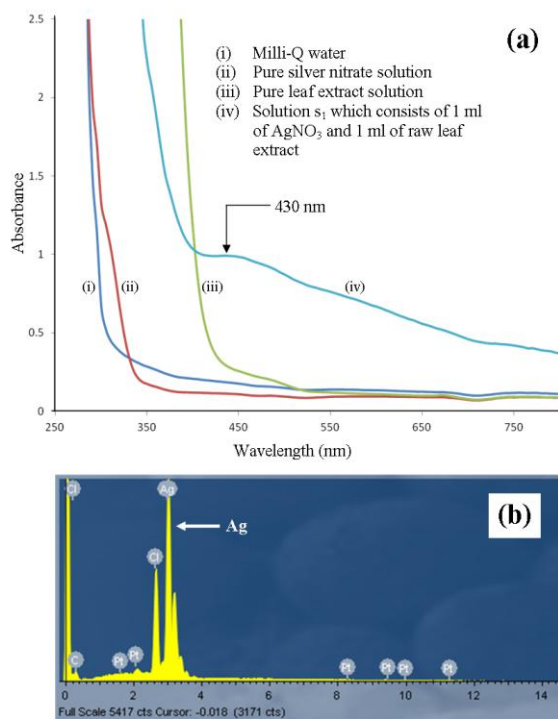 (a)
(i) Milli-Q water
(ii) Pure silver nitrate solution
(iii) Pure leaf extract solution
(iv) Solution s₁ which consists of 1 ml
of AgNO₃ and 1 ml of raw leaf
extract
430 nm
Absorbance
2.5
2
1.5
1
0.5
0
(i)
(ii)
(iii)
(iv)
250 350 450 550 650 750
Wavelength (nm)
(b)
Cl Ag
Ag
Cl
C Pt Pt Pt Pt Pt Pt
0 2 4 6 8 10 12 14
Full Scale 5417 cts Cursor: -0.018 (3171 cts)